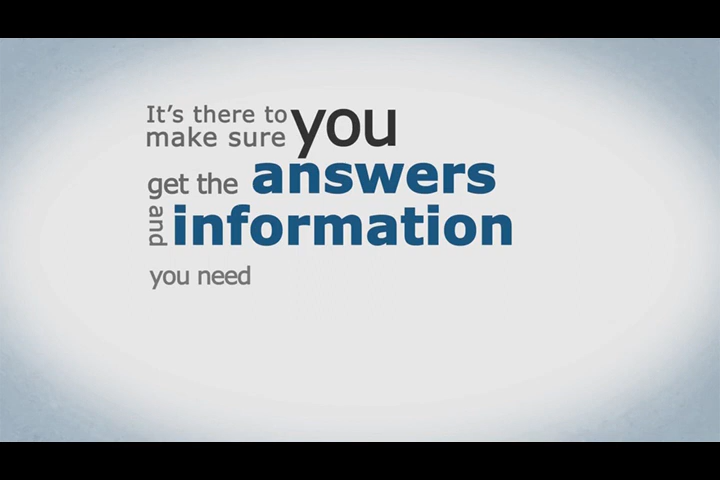 It's there to
make sure you
get the answers
and information
you need